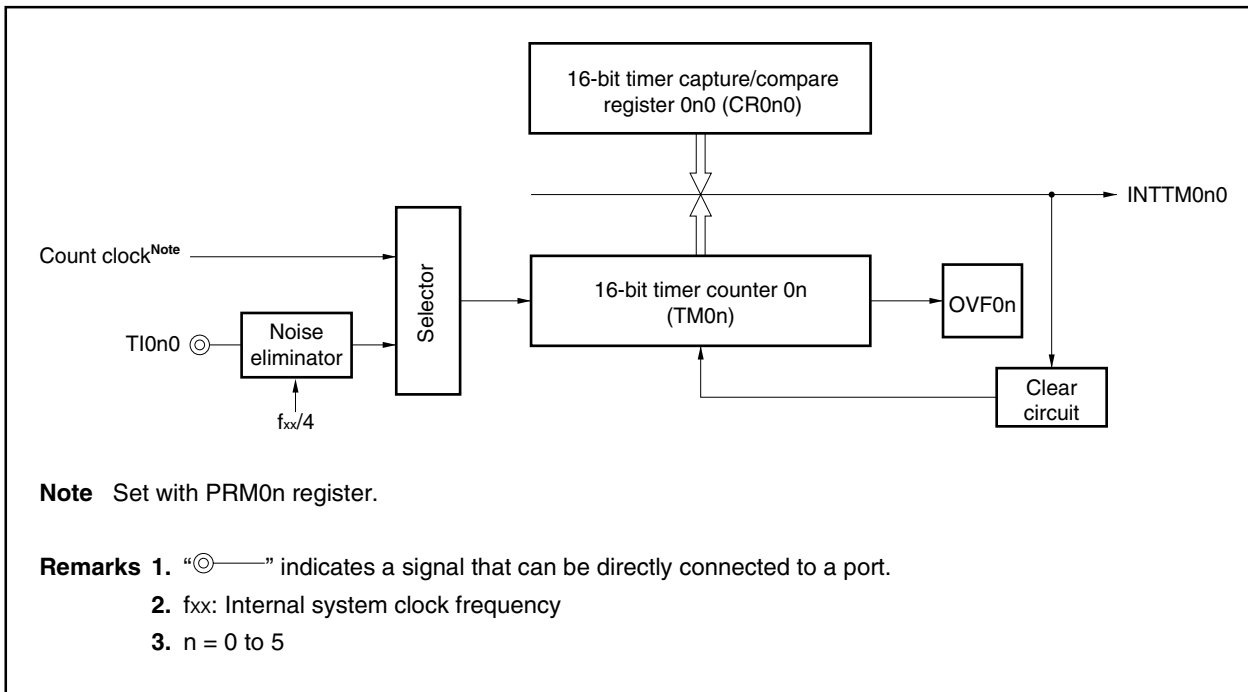 16-bit timer capture/compare
register 0n0 (CR0n0)
INTTM0n0
Count clockNote
Selector
16-bit timer counter 0n
(TM0n)
OVF0n
TI0n0
Noise
eliminator
fxx/4
Clear
circuit
Note Set with PRM0n register.
Remarks 1. “ ” indicates a signal that can be directly connected to a port.
2. fxx: Internal system clock frequency
3. n = 0 to 5